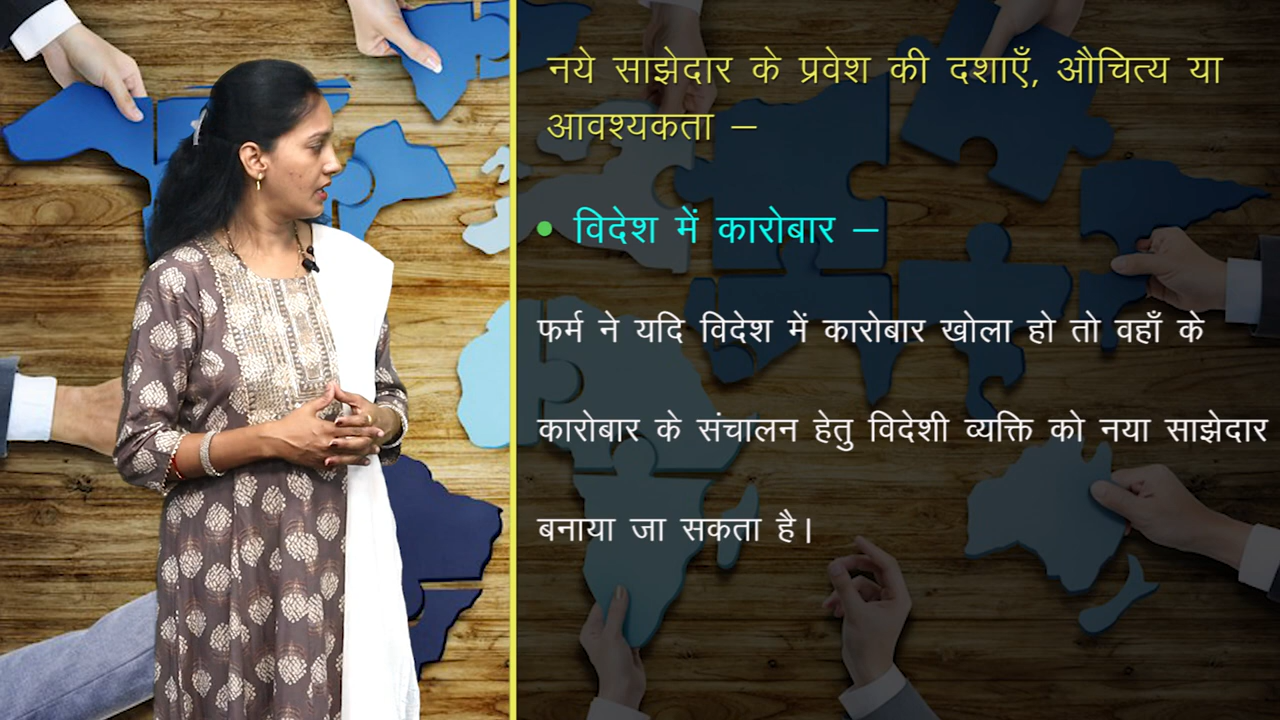 नये साझेदार के प्रवेश की दशाएँ, औचित्य या
आवश्यकता –
• विदेश में कारोबार –
फर्म ने यदि विदेश में कारोबार खोला हो तो वहाँ के
कारोबार के संचालन हेतु विदेशी व्यक्ति को नया साझेदार
बनाया जा सकता है।